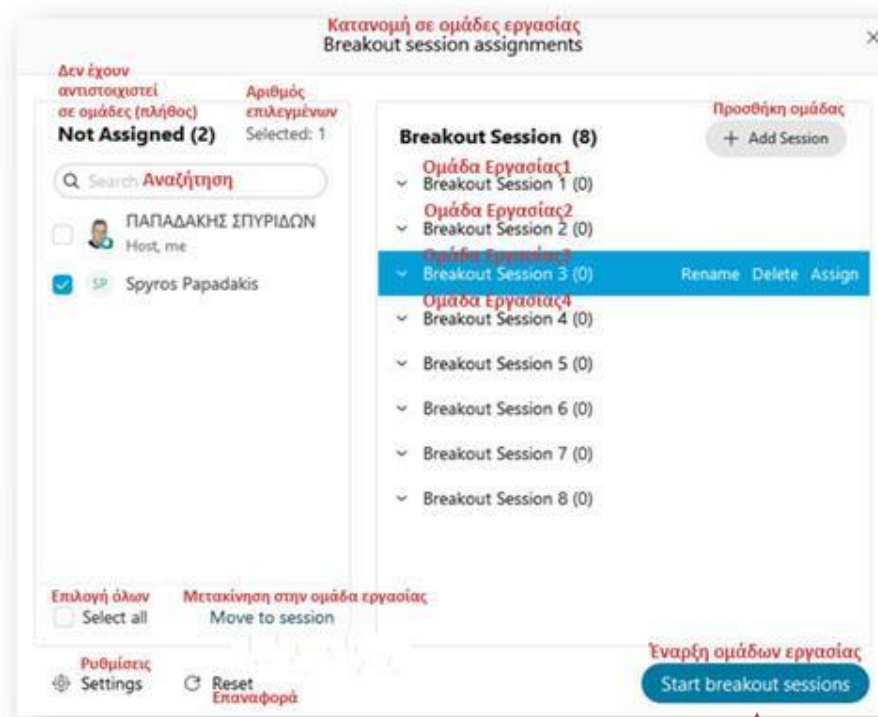 Κατανομή σε ομάδες εργασίας
Breakout session assignments
Δεν έχουν
αντιστοιχιστεί
σε ομάδες (πλήθος)
Αριθμός
επιλεγμένων
Not Assigned (2)
Selected: 1
Search Αναζήτηση
ΠΑΠΑΔΑΚΗΣ ΣΠΥΡΙΔΩΝ
Host, me
SP Spyros Papadakis
Επιλογή όλων
Μετακίνηση στην ομάδα εργασίας
Select all
Move to session
Προσθήκη ομάδας
Breakout Session (8)
+ Add Session
Ομάδα Εργασίας1
Breakout Session 1 (0)
Ομάδα Εργασίας2
Breakout Session 2 (0)
Ομάδα Εργασίας3
Breakout Session 3 (0) Rename Delete Assign
Ομάδα Εργασίας4
Breakout Session 4 (0)
Breakout Session 5 (0)
Breakout Session 6 (0)
Breakout Session 7 (0)
Breakout Session 8 (0)
Ρυθμίσεις
Settings
Reset
Επαναφορά
Έναρξη ομάδων εργασίας
Start breakout sessions